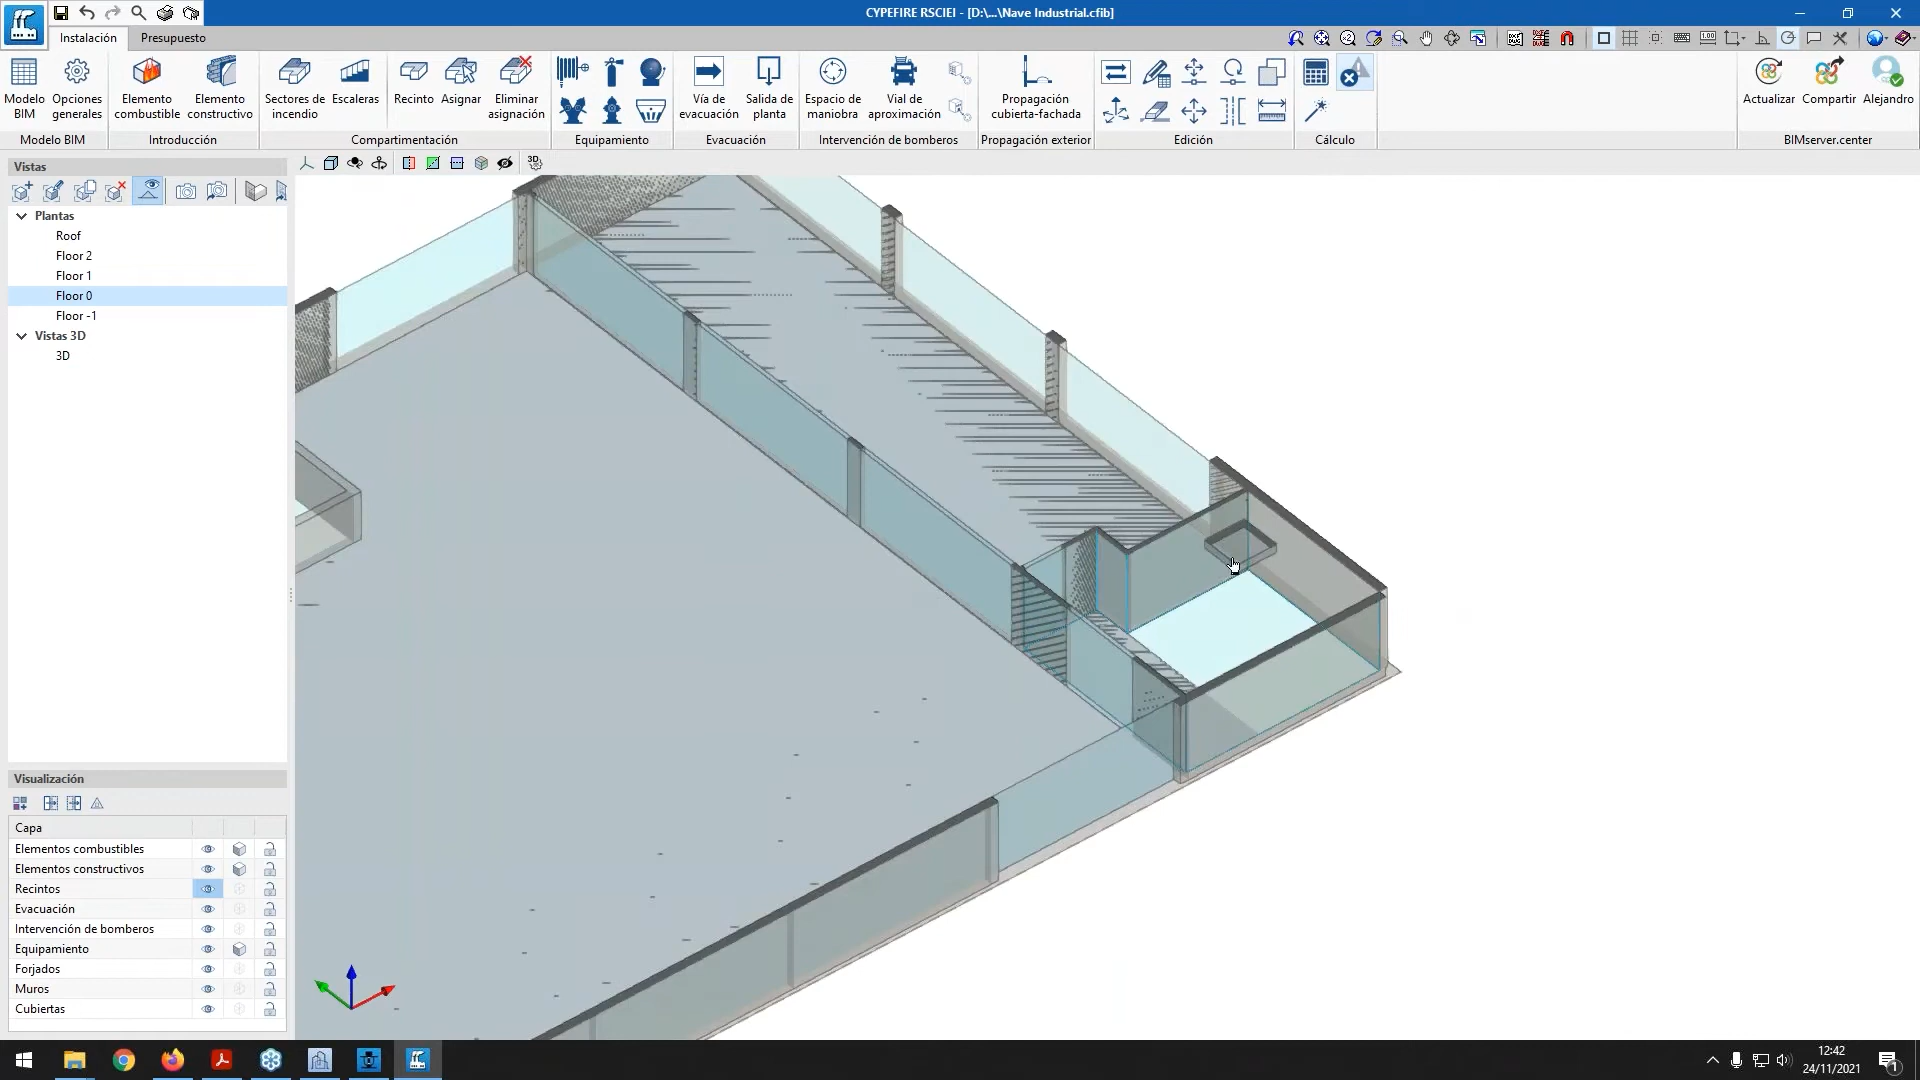 CYPEFIRE RSCIEI - [D:\...\Nave Industrial.cfib]
Instalación
Presupuesto
Modelo BIM
Opciones generales
Elemento combustible
Elemento constructivo
Sectores de incendio
Escaleras
Recinto
Asignar
Eliminar asignación
Vía de evacuación
Salida de planta
Espacio de maniobra
Vial de aproximación
Propagación cubierta-fachada
Actualizar
Compartir
Alejandro
Modelo BIM
Introducción
Compartimentación
Equipamiento
Evacuación
Intervención de bomberos
Propagación exterior
Edición
Cálculo
BIMserver.center
Vistas
Plantas
Roof
Floor 2
Floor 1
Floor 0
Floor -1
Vistas 3D
3D
Visualización
Capa
Elementos combustibles
Elementos constructivos
Recintos
Evacuación
Intervención de bomberos
Equipamiento
Forjados
Muros
Cubiertas
12:42
24/11/2021